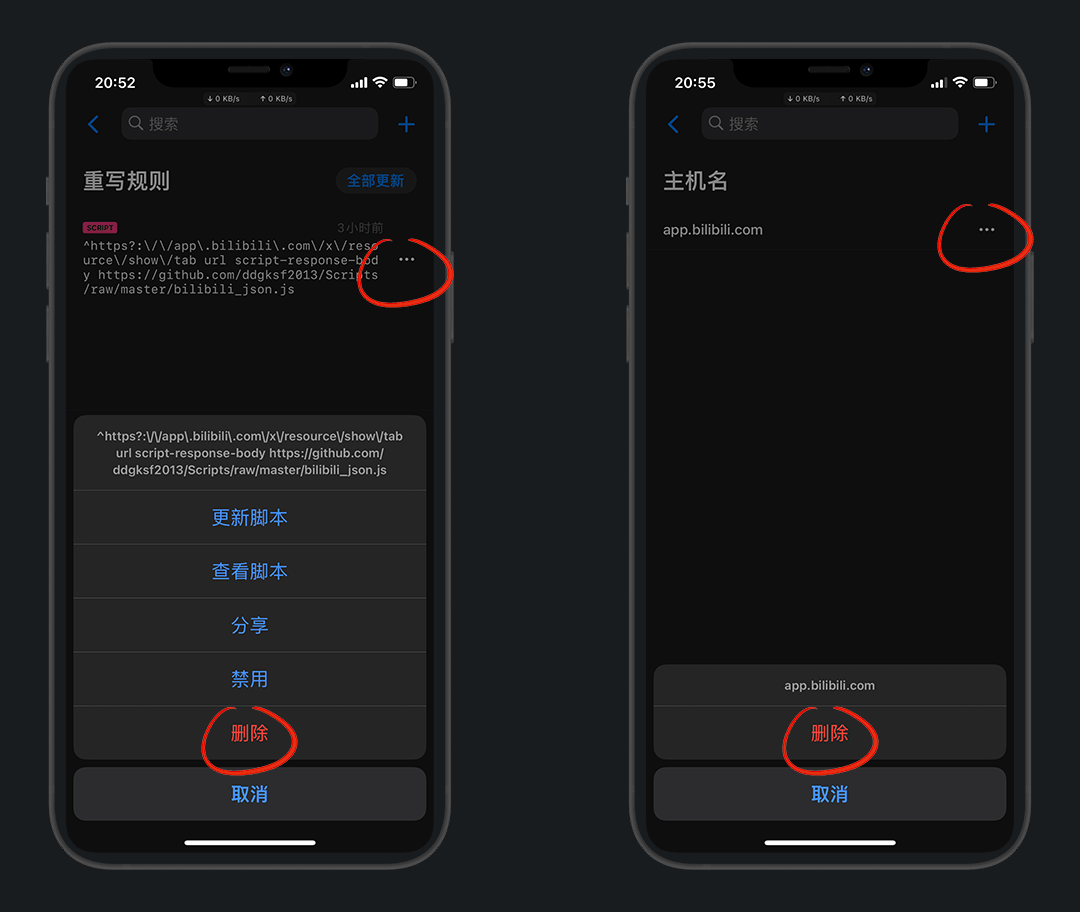 20:52
↓ 0 KB/s ↑ 0 KB/s
搜索
重写规则
全部更新
SCRIPT
3小时前
^https?:\/\/app\.bilibili\.com\/x\/reso
urce\/show\/tab url script-response-bod
y https://github.com/ddgksf2013/Scripts
/raw/master/bilibili_json.js
^https?:\/\/app\.bilibili\.com\/x\/resource\/show\/tab
url script-response-body https://github.com/
ddgksf2013/Scripts/raw/master/bilibili_json.js
更新脚本
查看脚本
分享
禁用
删除
取消
20:55
↓ 0 KB/s ↑ 0 KB/s
搜索
主机名
app.bilibili.com
app.bilibili.com
删除
取消